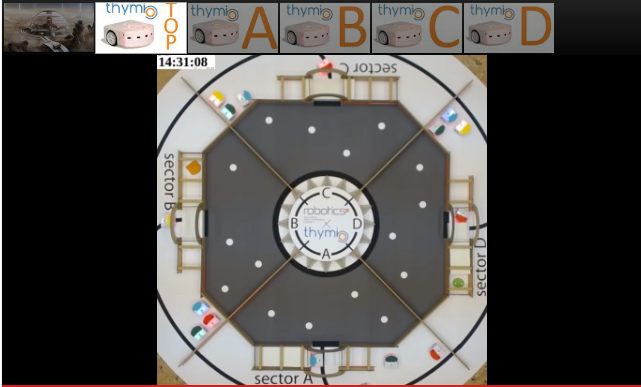 thymio
TOP
thymio
A
thymio
B
thymio
C
thymio
D
14:31:08
sector C
sector B
sector D
sector A
C
B
D
A
robotics
x
thymio